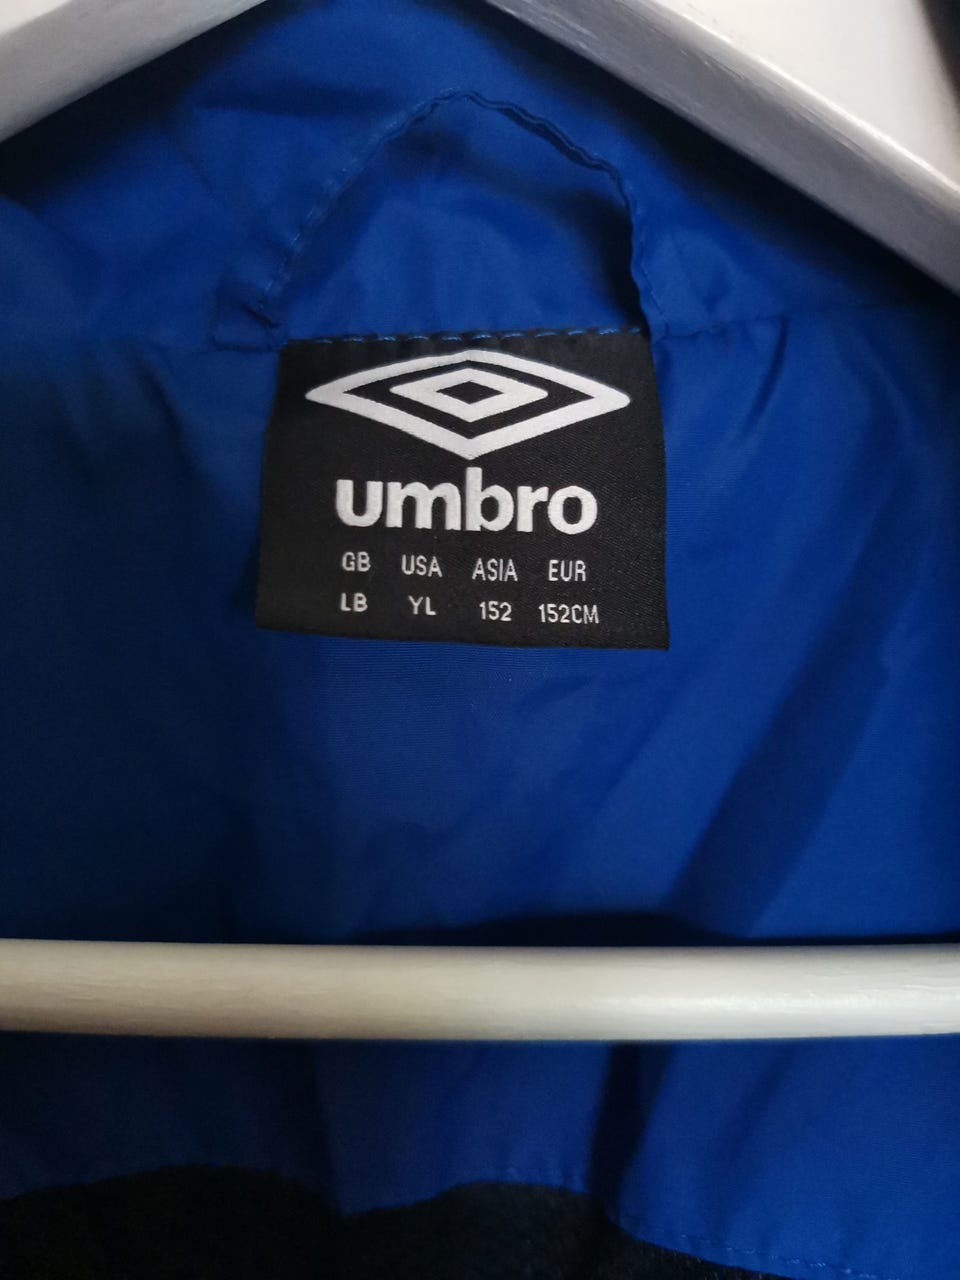 umbro
GB USA ASIA EUR
LB YL 152 152CM